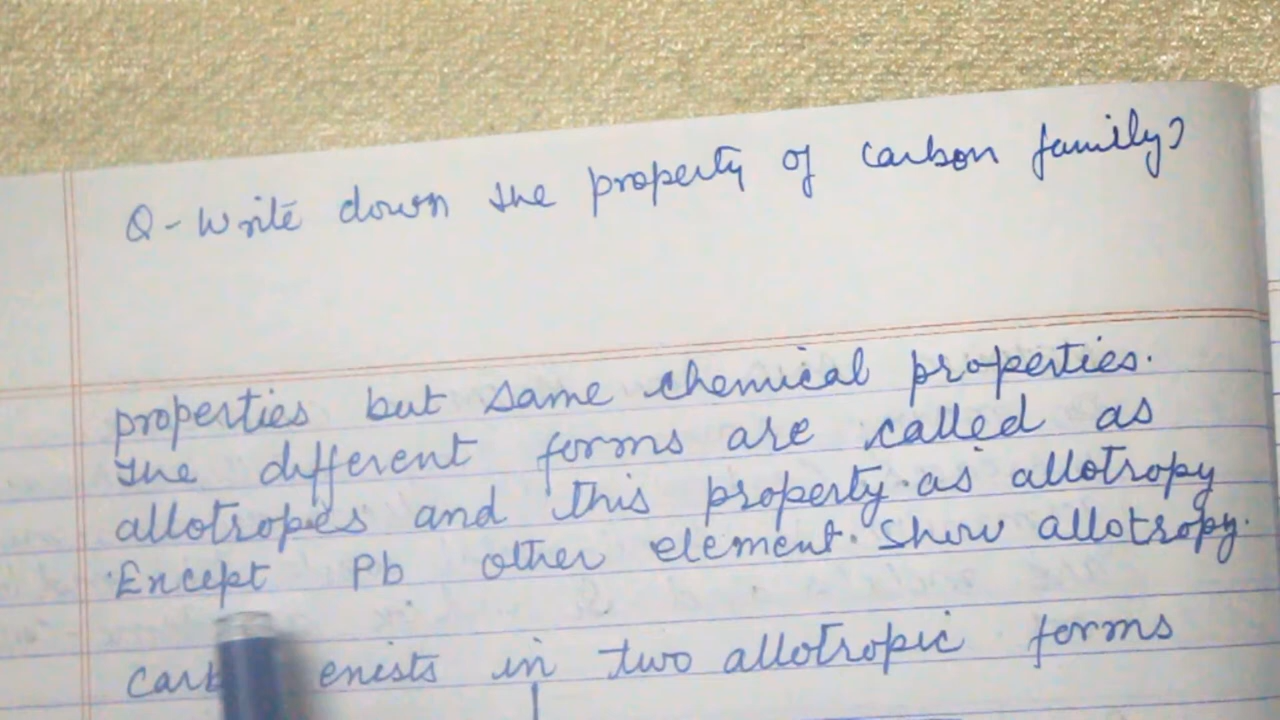 Q- Write down the property of carbon family?
properties but same chemical properties.
The different forms are called as
allotropies and this property as allotropy
Except Pb other element show allotropy.
exists in two allotropic forms